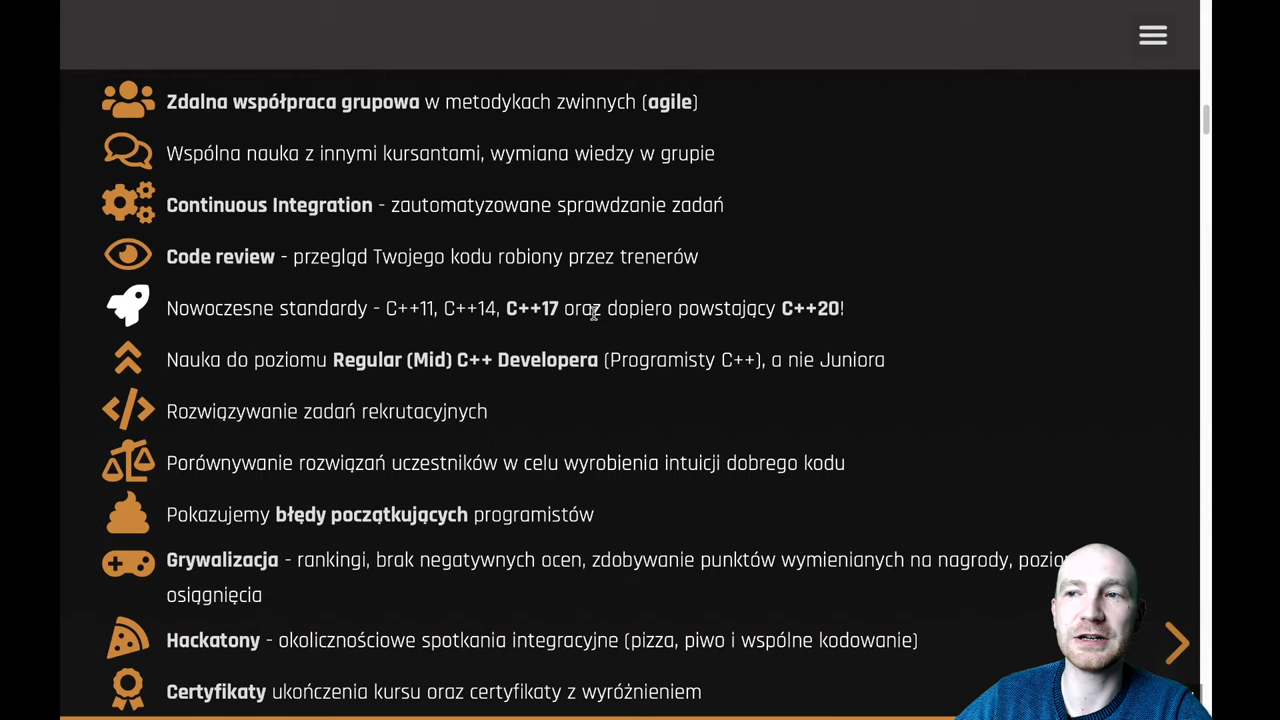 Zdalna współpraca grupowa w metodykach zwinnych (agile)
Wspólna nauka z innymi kursantami, wymiana wiedzy w grupie
Continuous Integration - zautomatyzowane sprawdzanie zadań
Code review - przegląd Twojego kodu robiony przez trenerów
Nowoczesne standardy - C++11, C++14, C++17 oraz dopiero powstający C++20!
Nauka do poziomu Regular (Mid) C++ Developera (Programisty C++), a nie Juniora
Rozwiązywanie zadań rekrutacyjnych
Porównywanie rozwiązań uczestników w celu wyrobienia intuicji dobrego kodu
Pokazujemy błędy początkujących programistów
Grywalizacja - rankingi, brak negatywnych ocen, zdobywanie punktów wymienianych na nagrody,
osiągnięcia
Hackatony - okolicznościowe spotkania integracyjne (pizza, piwo i wspólne kodowanie)
Certyfikaty ukończenia kursu oraz certyfikaty z wyróżnieniem